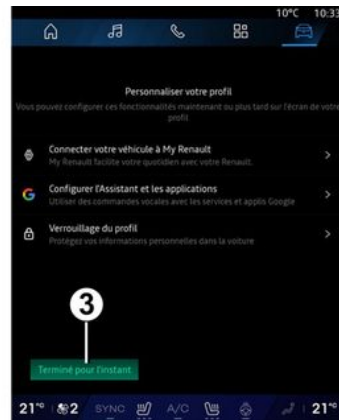 10°C 10:33
Personnaliser votre profil
Vous pouvez configurer ces fonctionnalités maintenant ou plus tard sur l'écran de votre
profil
Connecter votre véhicule à My Renault
My Renault facilite votre quotidien avec votre Renault.
Configurer l'Assistant et les applications
Utiliser des commandes vocales avec les services et applis Google
Verrouillage du profil
Protégez vos informations personnelles dans la voiture
3
Terminé pour l'instant
21°C 2 SYNC A/C 21°C